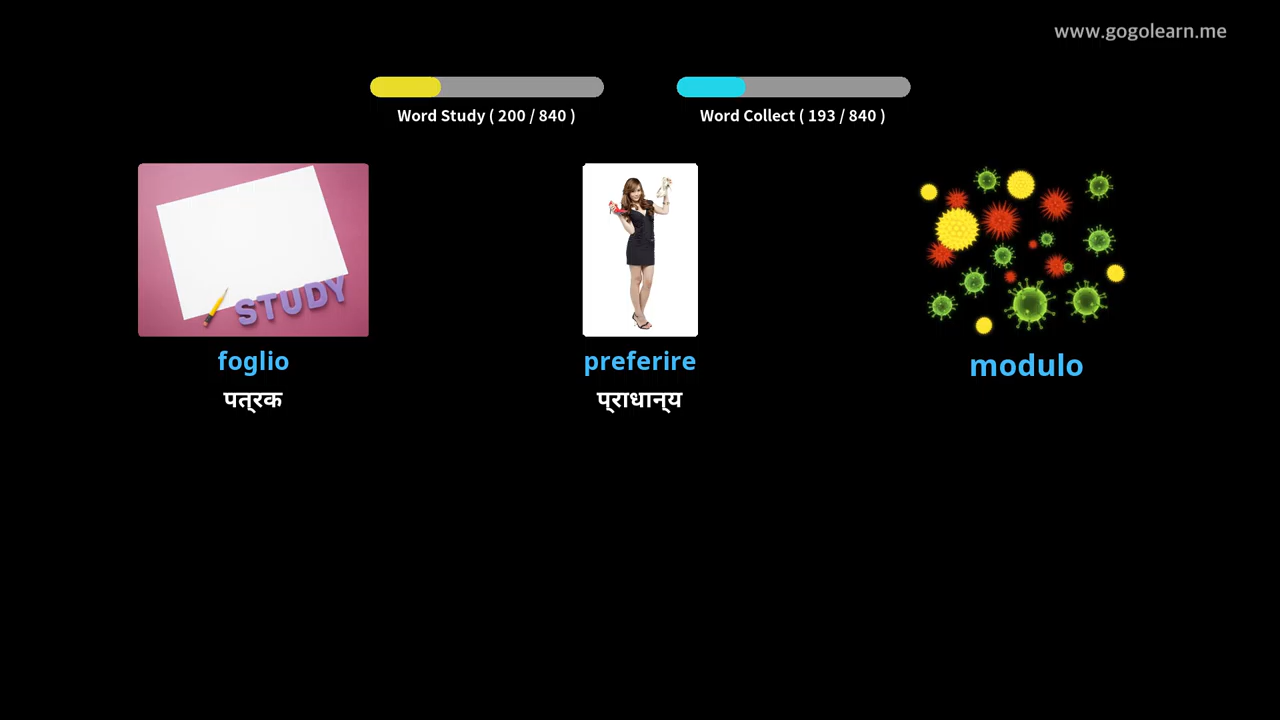 www.gogolearn.me
Word Study ( 200 / 840 )
Word Collect ( 193 / 840 )
STUDY
foglio
preferire
modulo
पत्रक
प्राधान्य